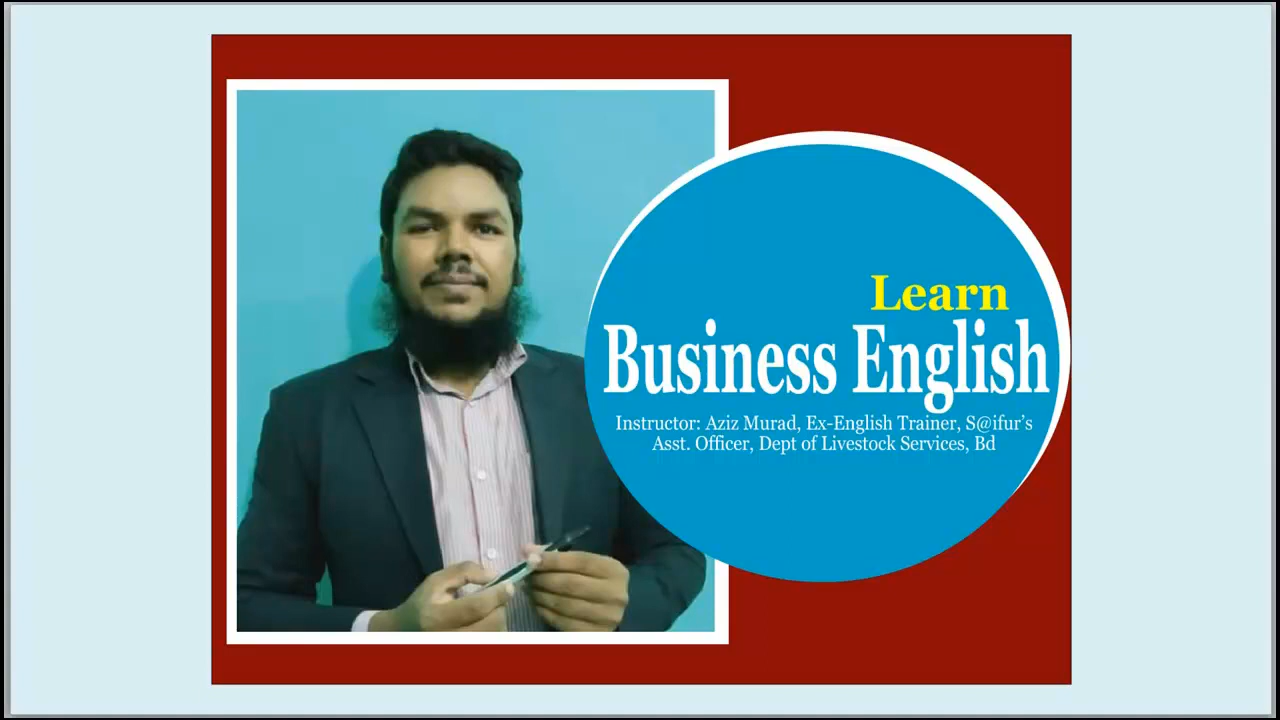 Learn
Business English
Instructor: Aziz Murad, Ex-English Trainer, S@ifur's
Asst. Officer, Dept of Livestock Services, Bd